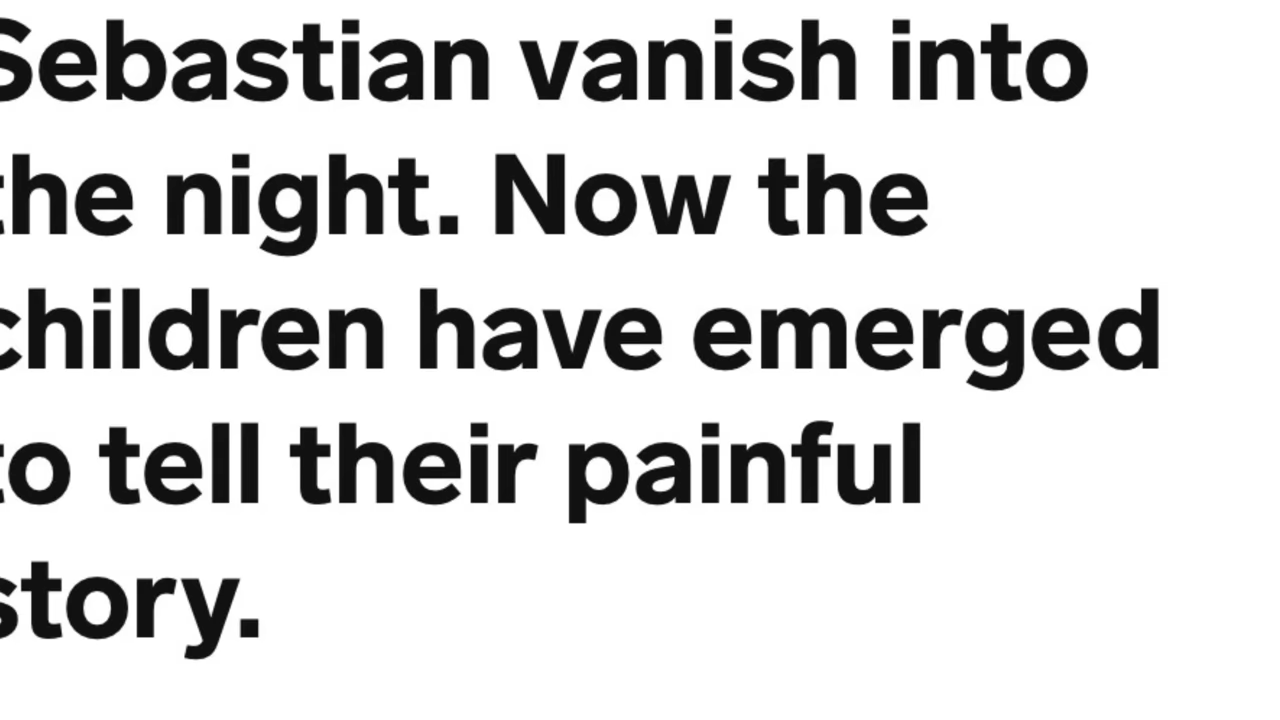 Sebastian vanish into
the night. Now the
children have emerged
to tell their painful
story.